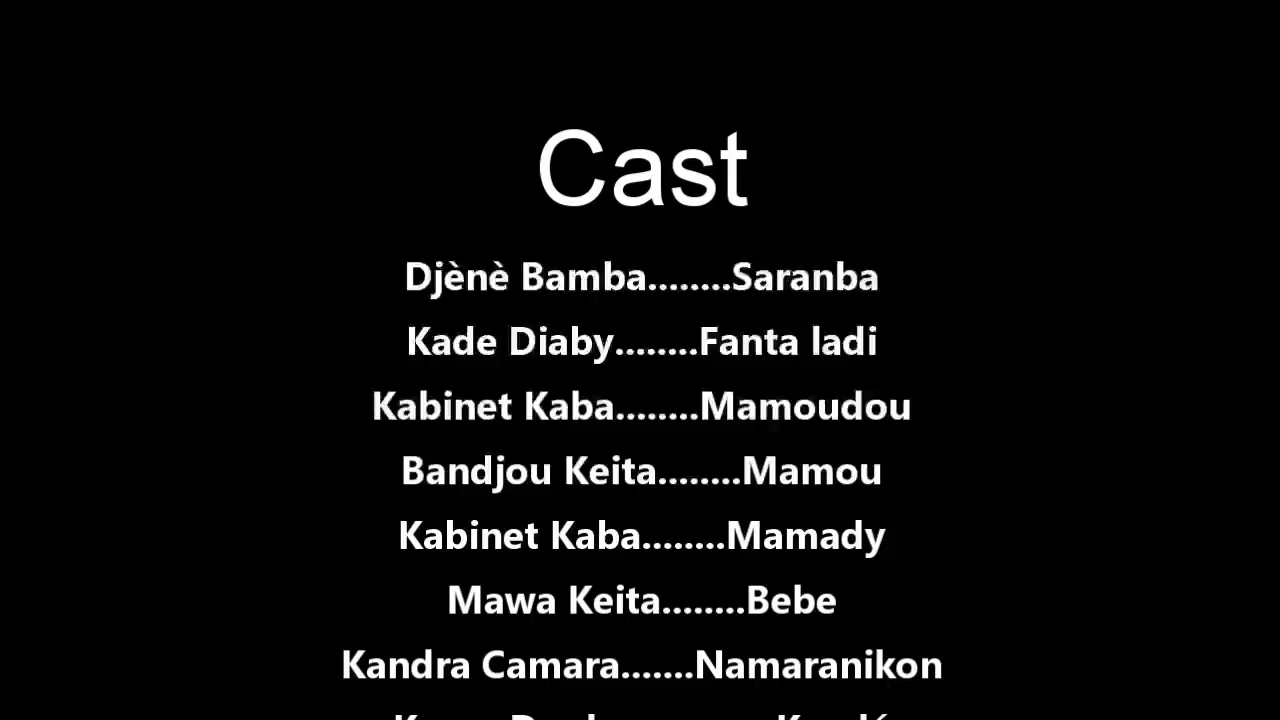 Cast
Djènè Bamba........Saranba
Kade Diaby........Fanta ladi
Kabinet Kaba........Mamoudou
Bandjou Keita........Mamou
Kabinet Kaba........Mamady
Mawa Keita........Bebe
Kandra Camara.......Namaranikon